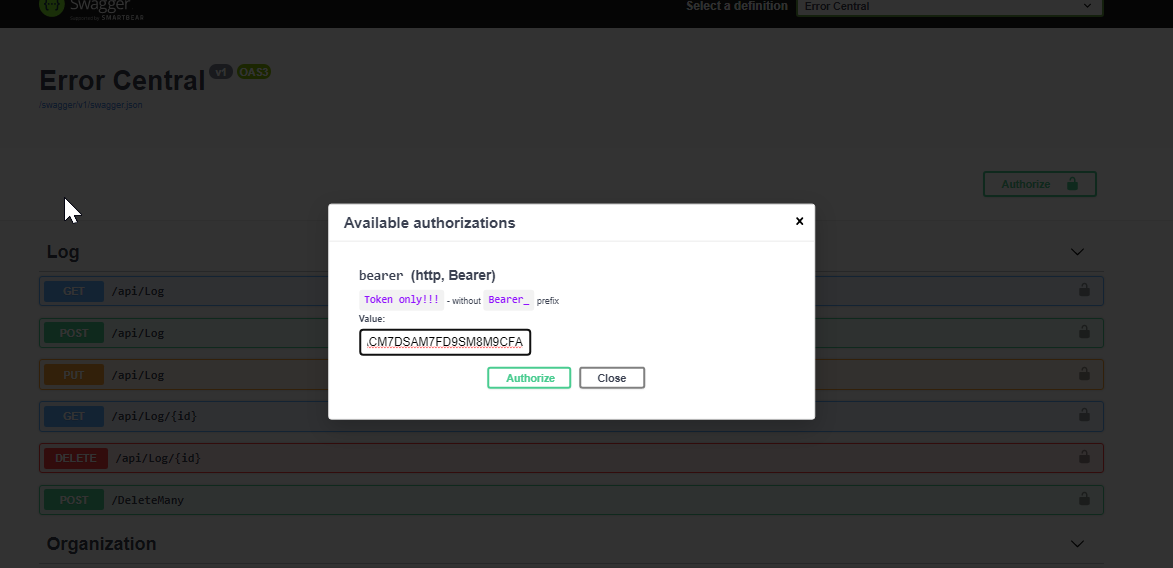 Swagger
Supported by SMARTBEAR
Select a definition
Error Central
Error Central v1 OAS3
/swagger/v1/swagger.json
Authorize
Available authorizations
×
bearer (http, Bearer)
Token only!!! - without Bearer_ prefix
Value:
CM7DSAM7FD9SM8M9CFA
Authorize Close
Log
GET /api/Log
POST /api/Log
PUT /api/Log
GET /api/Log/{id}
DELETE /api/Log/{id}
POST /DeleteMany
Organization